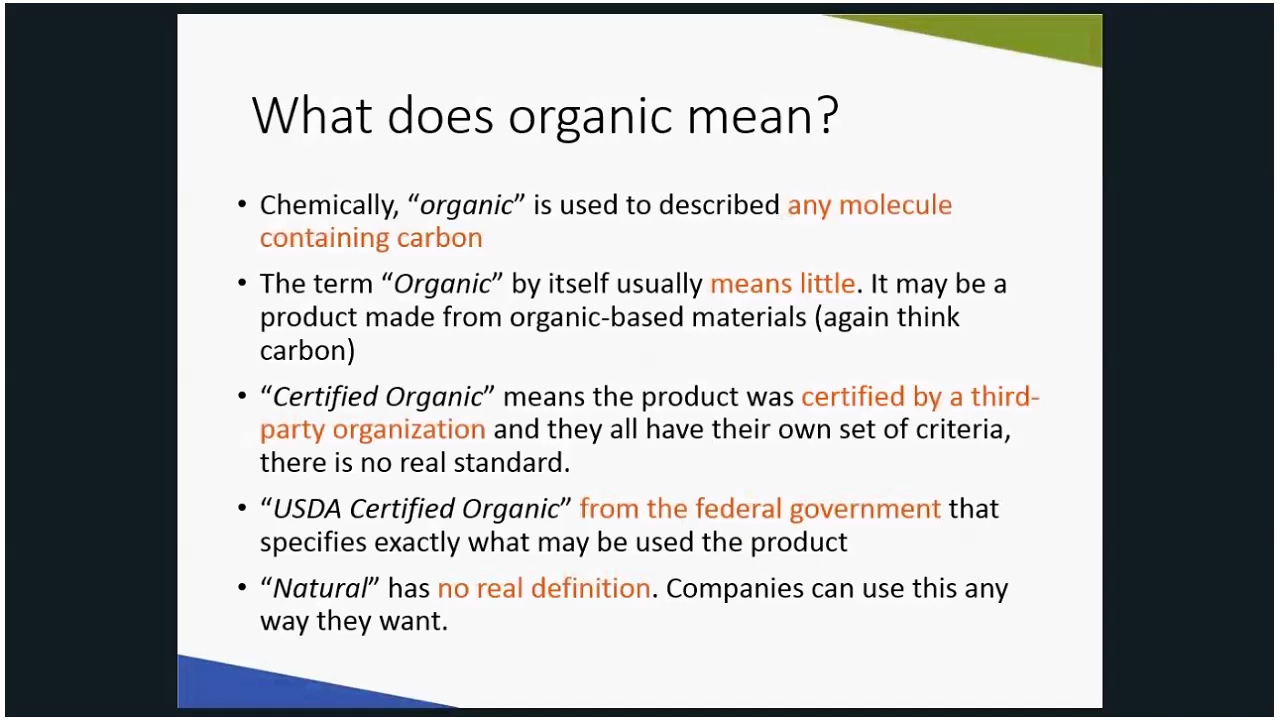 What does organic mean?
• Chemically, “organic” is used to described any molecule
containing carbon
• The term “Organic” by itself usually means little. It may be a
product made from organic-based materials (again think
carbon)
• “Certified Organic” means the product was certified by a third-
party organization and they all have their own set of criteria,
there is no real standard.
• “USDA Certified Organic” from the federal government that
specifies exactly what may be used the product
• “Natural” has no real definition. Companies can use this any
way they want.